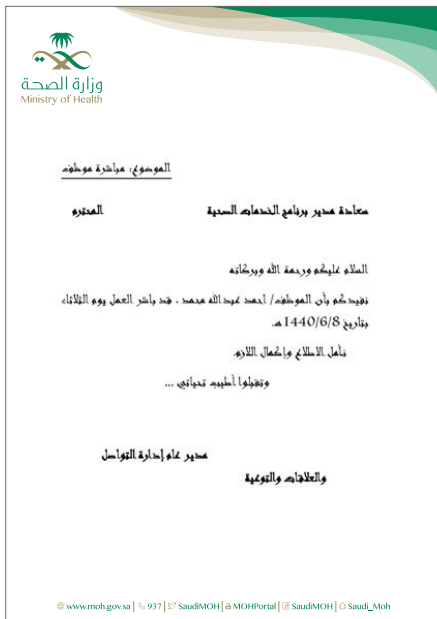 وزارة الصحة
Ministry of Health
الموضوع: مباشرة موظف
سعادة مدير برنامج الخدمات الصحية المحترم
السلام عليكم ورحمة الله وبركاته
نفيدكم بأن الموظف/ احمد عبدالله محمد ، قد باشر العمل يوم الثلاثاء
بتاريخ 1440/6/8هـ.
نأمل الاطلاع وإكمال اللازم.
وتقبلوا أطيب تحياتي ...
مدير عام إدارة التواصل
والعلاقات والتوعية
www.moh.gov.sa | 937 | SaudiMOH | MOHPortal | SaudiMOH | Saudi_Moh